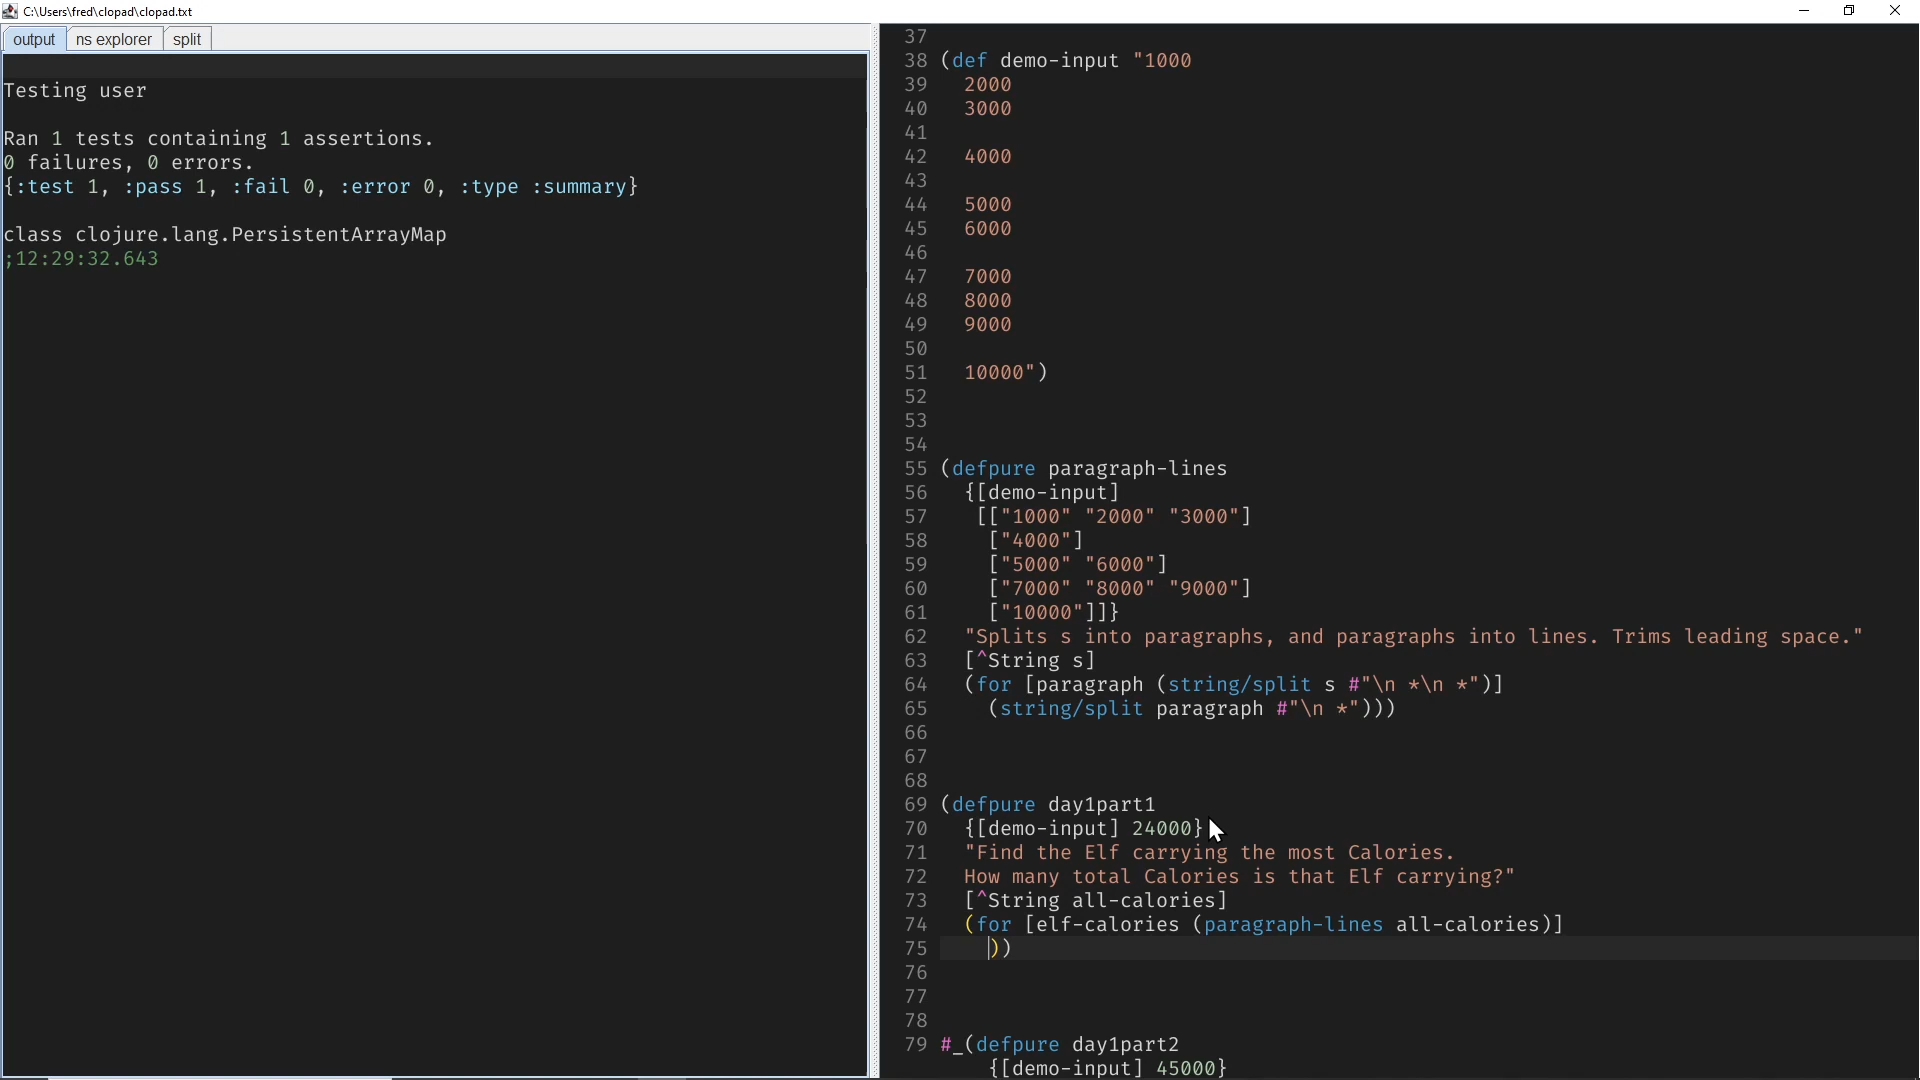 C:\Users\fred\clopad\clopad.txt
output ns explorer split
Testing user
Ran 1 tests containing 1 assertions.
0 failures, 0 errors.
{:test 1, :pass 1, :fail 0, :error 0, :type :summary}
class clojure.lang.PersistentArrayMap
;12:29:32.643
37
38 (def demo-input "1000
39 2000
40 3000
41
42 4000
43
44 5000
45 6000
46
47 7000
48 8000
49 9000
50
51 10000")
52
53
54
55 (defpure paragraph-lines
56 {[demo-input]
57 [["1000" "2000" "3000"]
58 ["4000"]
59 ["5000" "6000"]
60 ["7000" "8000" "9000"]
61 ["10000"]]}
62 "Splits s into paragraphs, and paragraphs into lines. Trims leading space."
63 [^String s]
64 (for [paragraph (string/split s #"\n *\n *")]
65 (string/split paragraph #"\n *")))
66
67
68
69 (defpure day1part1
70 {[demo-input] 24000}
71 "Find the Elf carrying the most Calories.
72 How many total Calories is that Elf carrying?"
73 [^String all-calories]
74 (for [elf-calories (paragraph-lines all-calories)]
75 ))
76
77
78
79 #_(defpure day1part2
{[demo-input] 45000}